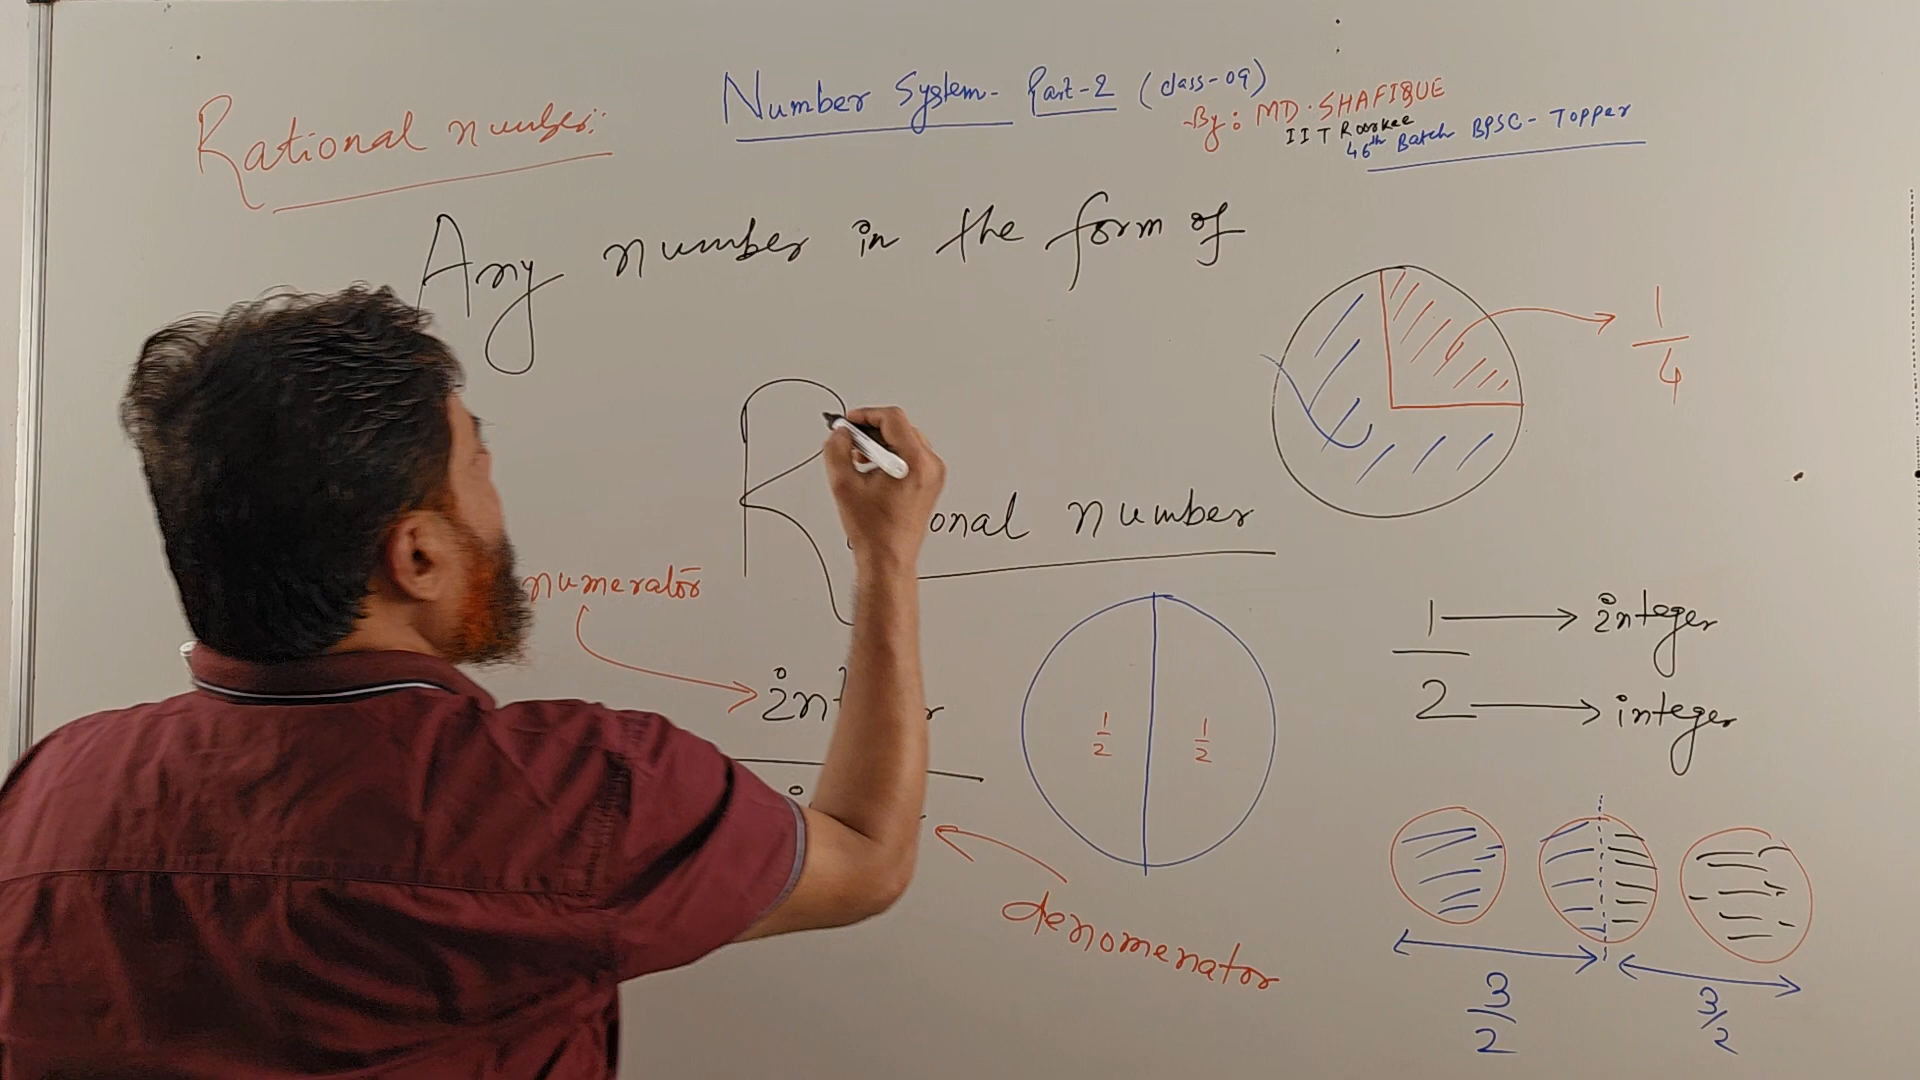 Number System- Part-2 (class-09)
By: MD. SHAFIQUE
IIT Roorkee
46th Batch BPSC- Topper
Rational number:
Any number in the form of
1
4
R
onal number
numerator
denomenator
1
2
1
2
1 → integer
2 → integer
3
2
3/2